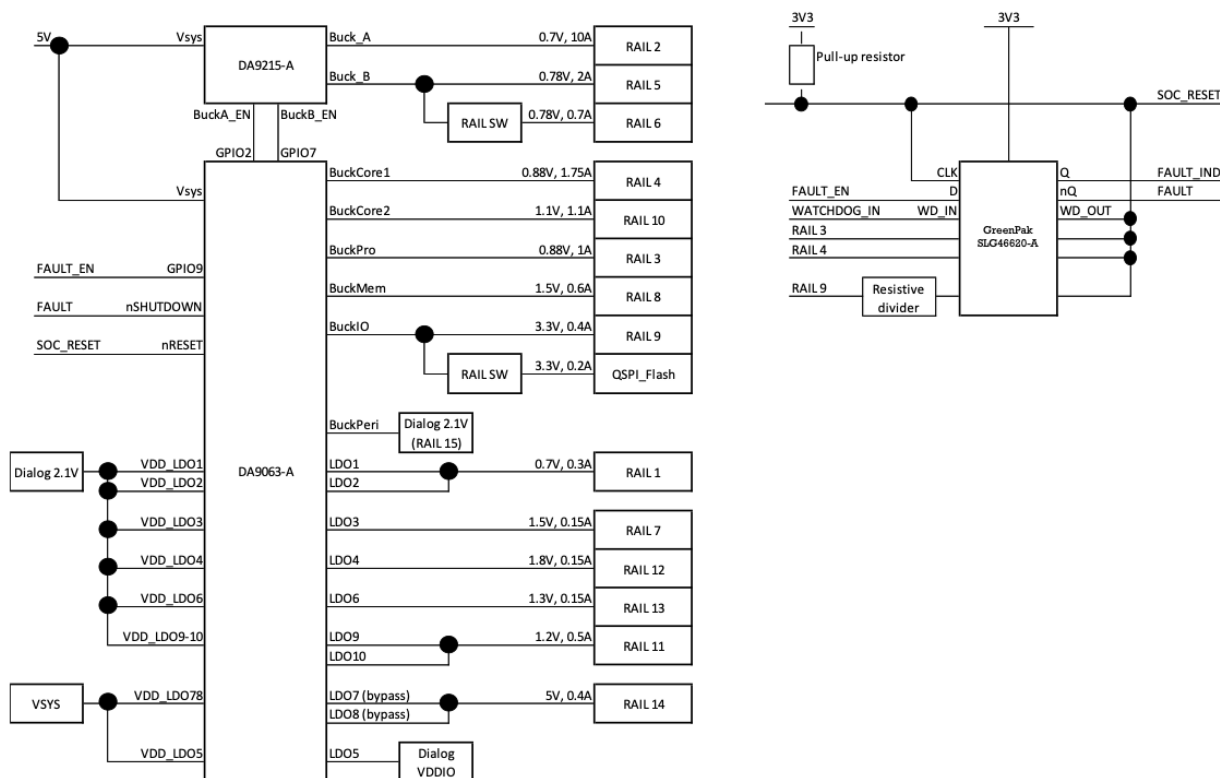 5V
Vsys
DA9215-A
Buck_A
0.7V, 10A
RAIL 2
Buck_B
0.78V, 2A
RAIL 5
RAIL SW
0.78V, 0.7A
RAIL 6
BuckA_EN
BuckB_EN
GPIO2
GPIO7
Vsys
BuckCore1
0.88V, 1.75A
RAIL 4
BuckCore2
1.1V, 1.1A
RAIL 10
BuckPro
0.88V, 1A
RAIL 3
FAULT_EN
GPIO9
BuckMem
1.5V, 0.6A
RAIL 8
FAULT
nSHUTDOWN
BuckIO
3.3V, 0.4A
RAIL 9
SOC_RESET
nRESET
RAIL SW
3.3V, 0.2A
QSPI_Flash
BuckPeri
Dialog 2.1V
(RAIL 15)
DA9063-A
Dialog 2.1V
VDD_LDO1
VDD_LDO2
LDO1
LDO2
0.7V, 0.3A
RAIL 1
VDD_LDO3
LDO3
1.5V, 0.15A
RAIL 7
VDD_LDO4
LDO4
1.8V, 0.15A
RAIL 12
VDD_LDO6
LDO6
1.3V, 0.15A
RAIL 13
VDD_LDO9-10
LDO9
LDO10
1.2V, 0.5A
RAIL 11
VSYS
VDD_LDO78
LDO7 (bypass)
LDO8 (bypass)
5V, 0.4A
RAIL 14
VDD_LDO5
LDO5
Dialog
VDDIO
3V3
3V3
Pull-up resistor
SOC_RESET
CLK
Q
FAULT_IND
FAULT_EN
D
nQ
FAULT
WATCHDOG_IN
WD_IN
WD_OUT
GreenPak
SLG46620-A
RAIL 3
RAIL 4
RAIL 9
Resistive
divider